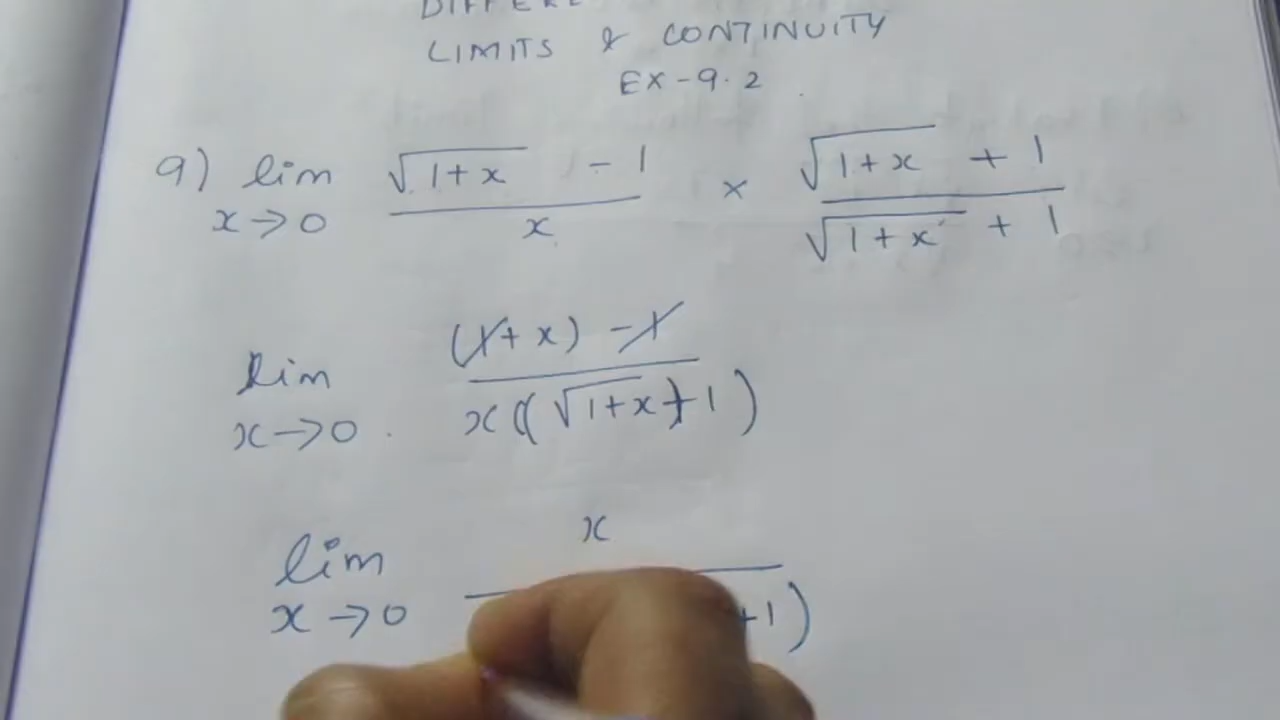 LIMITS & CONTINUITY
EX-9.2
9) lim x→0 (√(1+x) - 1)/x × (√(1+x) + 1)/(√(1+x) + 1)
lim x→0 ((1+x) - 1)/(x((√(1+x)) + 1))
lim x→0 x/( +1)